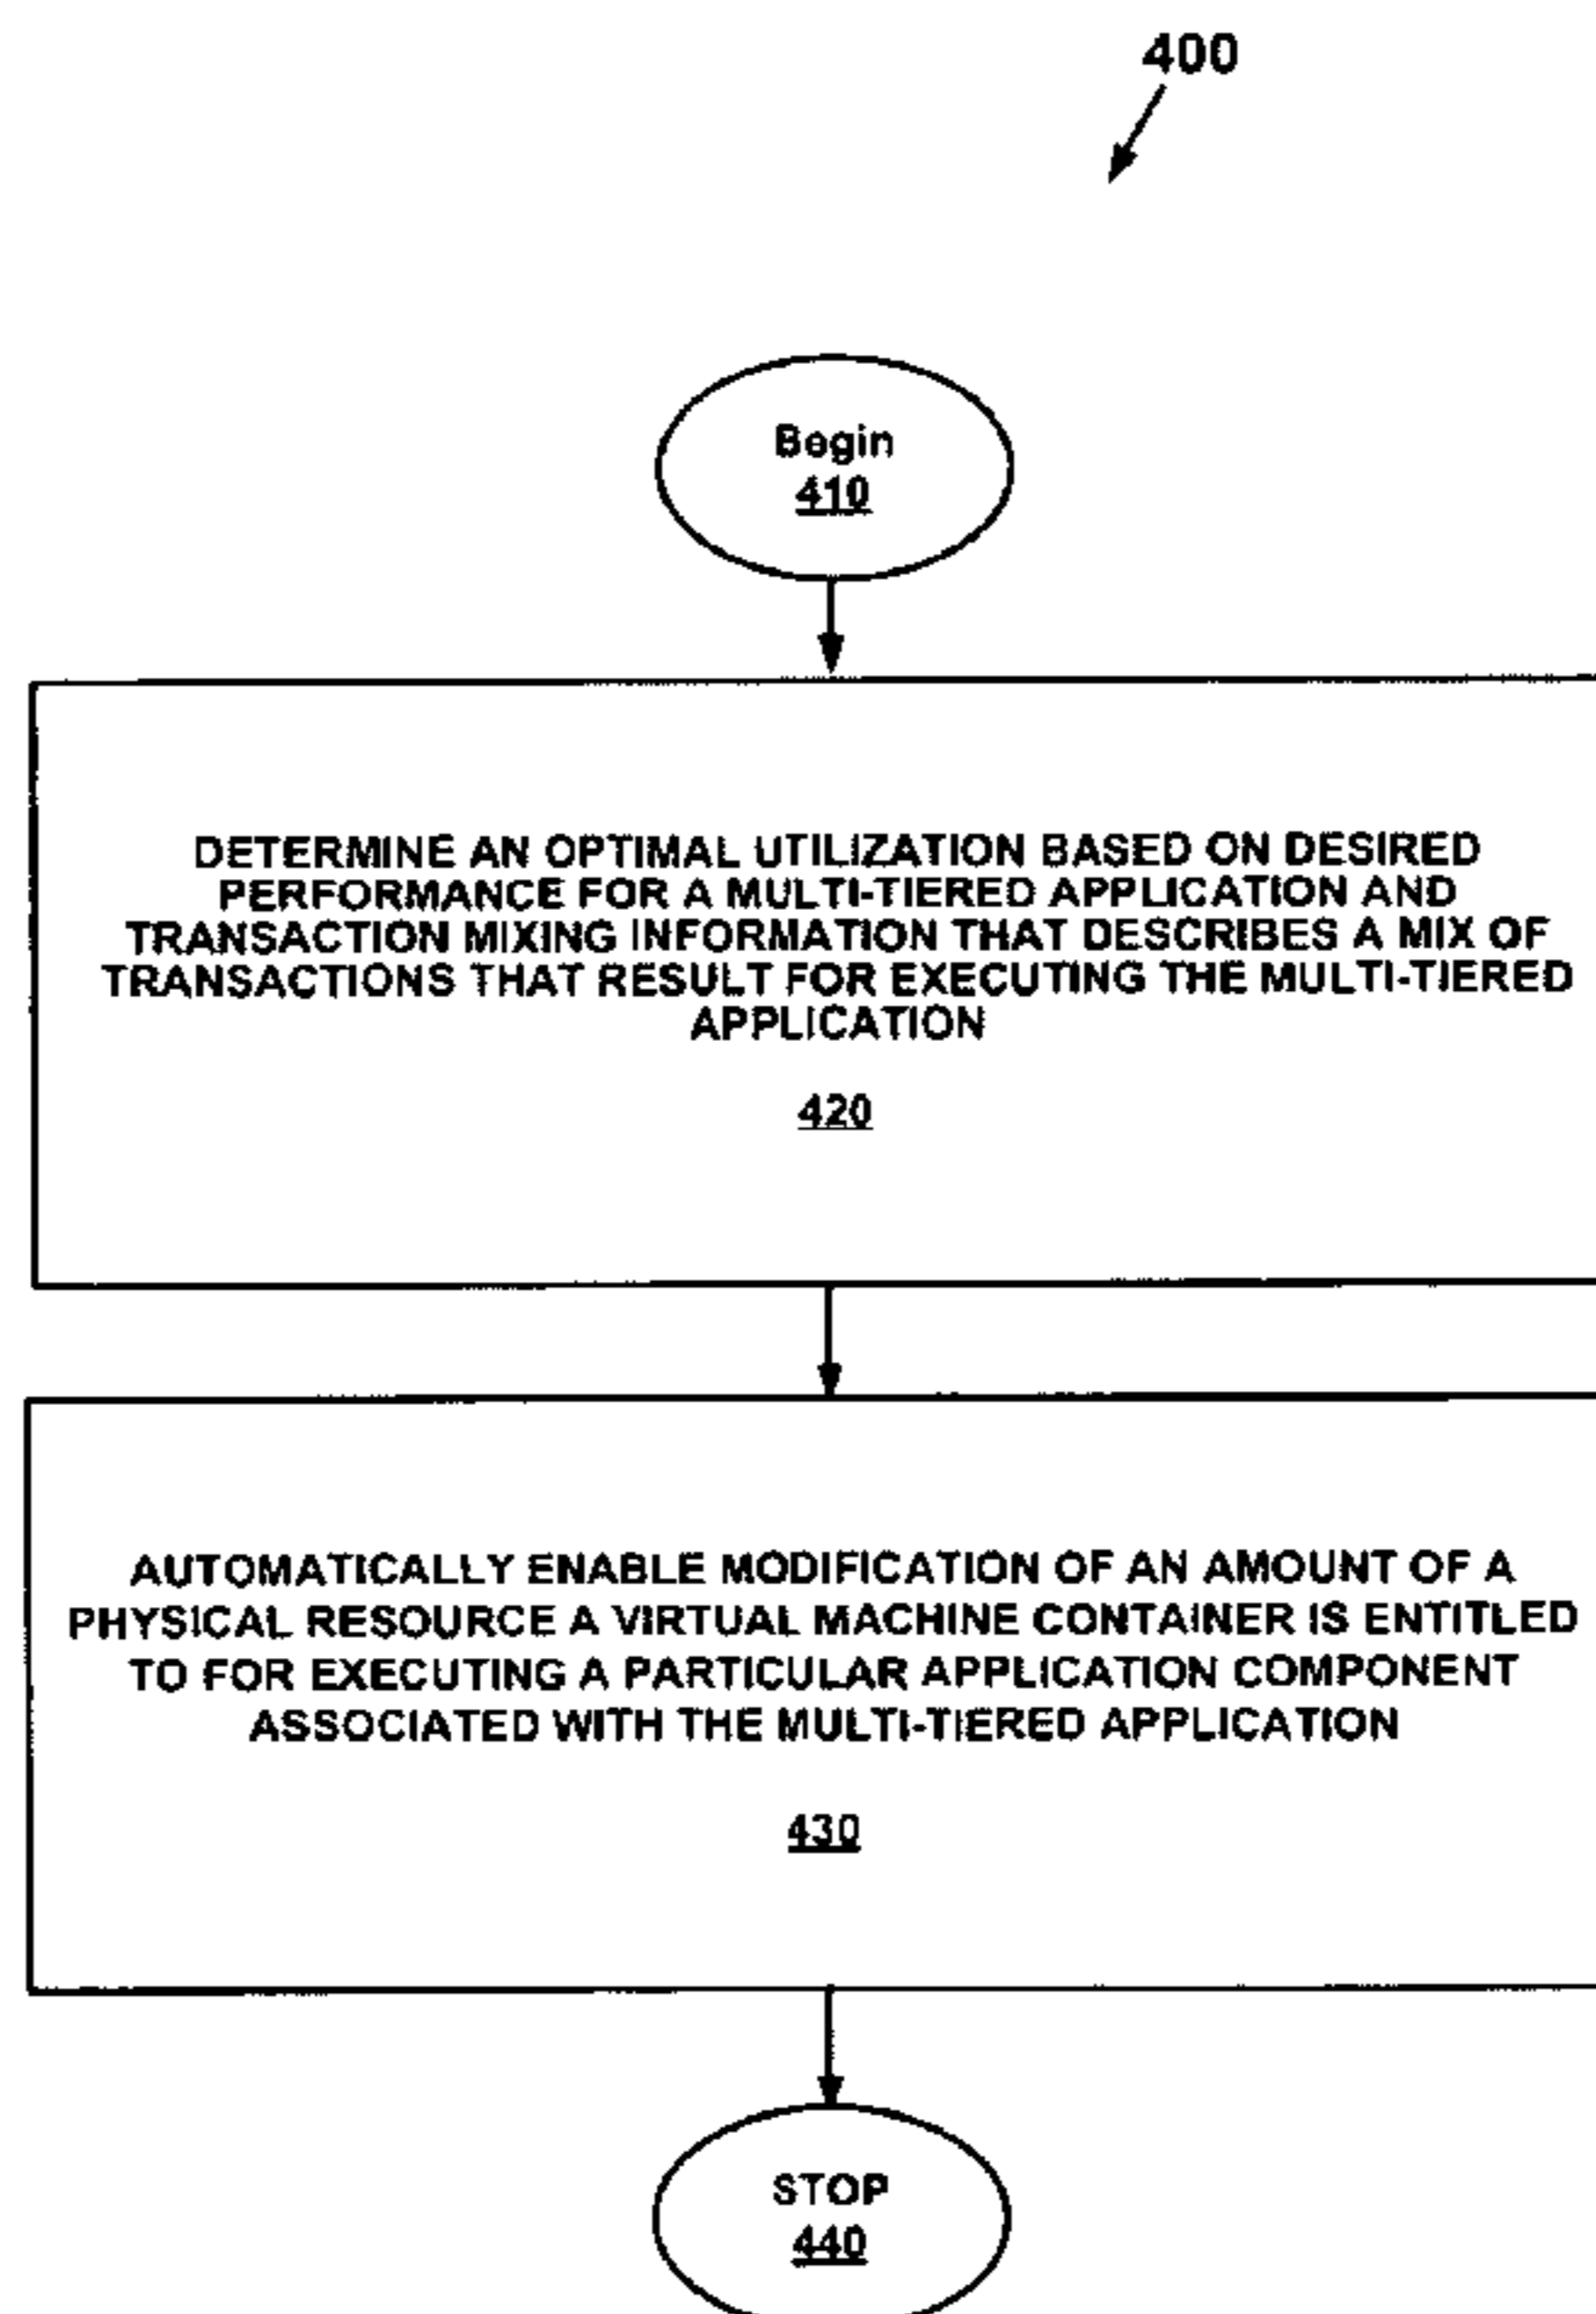 400
Begin
410
DETERMINE AN OPTIMAL UTILIZATION BASED ON DESIRED
PERFORMANCE FOR A MULTI-TIERED APPLICATION AND
TRANSACTION MIXING INFORMATION THAT DESCRIBES A MIX OF
TRANSACTIONS THAT RESULT FOR EXECUTING THE MULTI-TIERED
APPLICATION
420
AUTOMATICALLY ENABLE MODIFICATION OF AN AMOUNT OF A
PHYSICAL RESOURCE A VIRTUAL MACHINE CONTAINER IS ENTITLED
TO FOR EXECUTING A PARTICULAR APPLICATION COMPONENT
ASSOCIATED WITH THE MULTI-TIERED APPLICATION
430
STOP
440